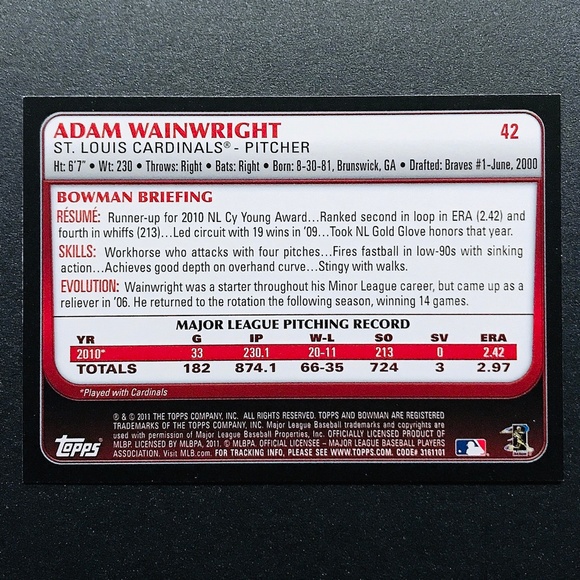 ADAM WAINWRIGHT 42
ST. LOUIS CARDINALS® - PITCHER
Ht: 6'7" • Wt: 230 • Throws: Right • Bats: Right • Born: 8-30-81, Brunswick, GA • Drafted: Braves #1-June, 2000
BOWMAN BRIEFING
RÉSUMÉ: Runner-up for 2010 NL Cy Young Award...Ranked second in loop in ERA (2.42) and
fourth in whiffs (213)...Led circuit with 19 wins in '09...Took NL Gold Glove honors that year.
SKILLS: Workhorse who attacks with four pitches...Fires fastball in low-90s with sinking
action...Achieves good depth on overhand curve...Stingy with walks.
EVOLUTION: Wainwright was a starter throughout his Minor League career, but came up as a
reliever in '06. He returned to the rotation the following season, winning 14 games.
MAJOR LEAGUE PITCHING RECORD
YR G IP W-L SO SV ERA
2010* 33 230.1 20-11 213 0 2.42
TOTALS 182 874.1 66-35 724 3 2.97
*Played with Cardinals
® & © 2011 THE TOPPS COMPANY, INC. ALL RIGHTS RESERVED. TOPPS AND BOWMAN ARE REGISTERED
TRADEMARKS OF THE TOPPS COMPANY, INC. Major League Baseball trademarks and copyrights are
used with permission of Major League Baseball Properties, Inc. OFFICIALLY LICENSED PRODUCT OF
MLBP. LICENSED BY MLBPA, 2011. © MLBPA. OFFICIAL LICENSEE – MAJOR LEAGUE BASEBALL PLAYERS
ASSOCIATION. Visit MLB.com. FOR TRACKING INFO, PLEASE SEE WWW.TOPPS.COM. CODE# 3161101
TOPPS